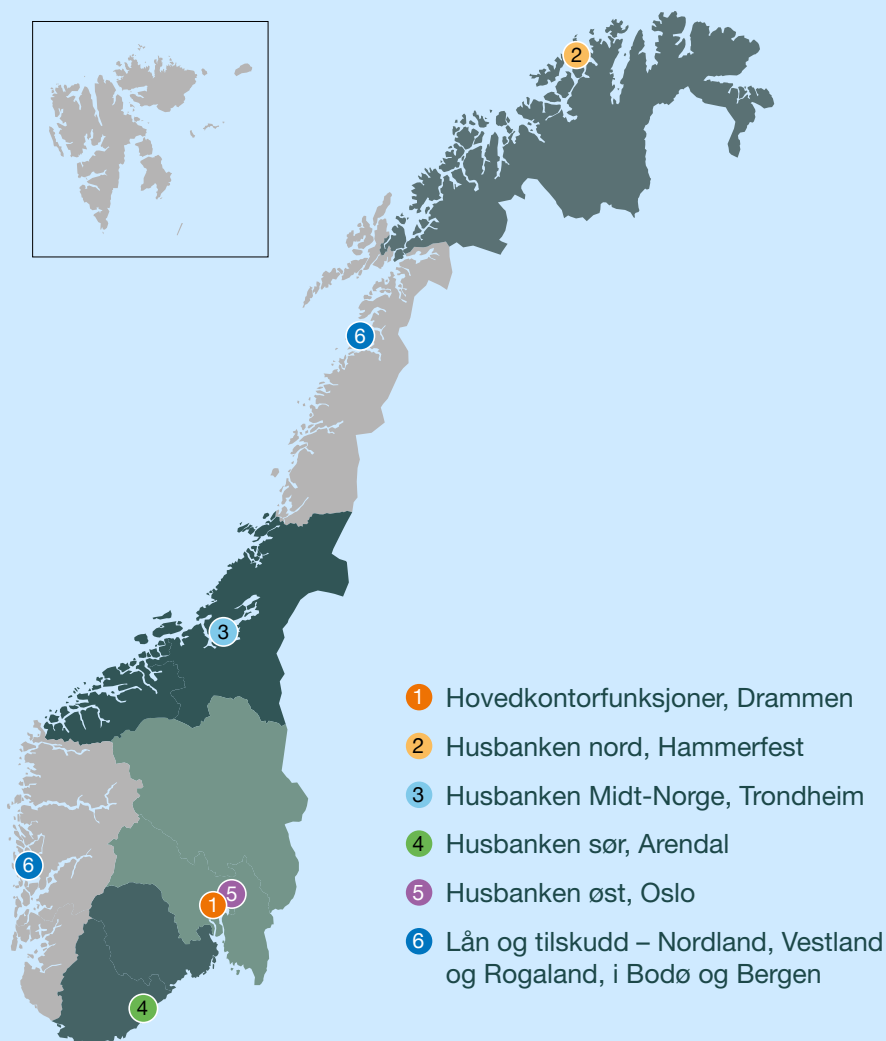 2
6
3
6
5
1
4
1 Hovedkontorfunksjoner, Drammen
2 Husbanken nord, Hammerfest
3 Husbanken Midt-Norge, Trondheim
4 Husbanken sør, Arendal
5 Husbanken øst, Oslo
6 Lån og tilskudd – Nordland, Vestland
og Rogaland, i Bodø og Bergen